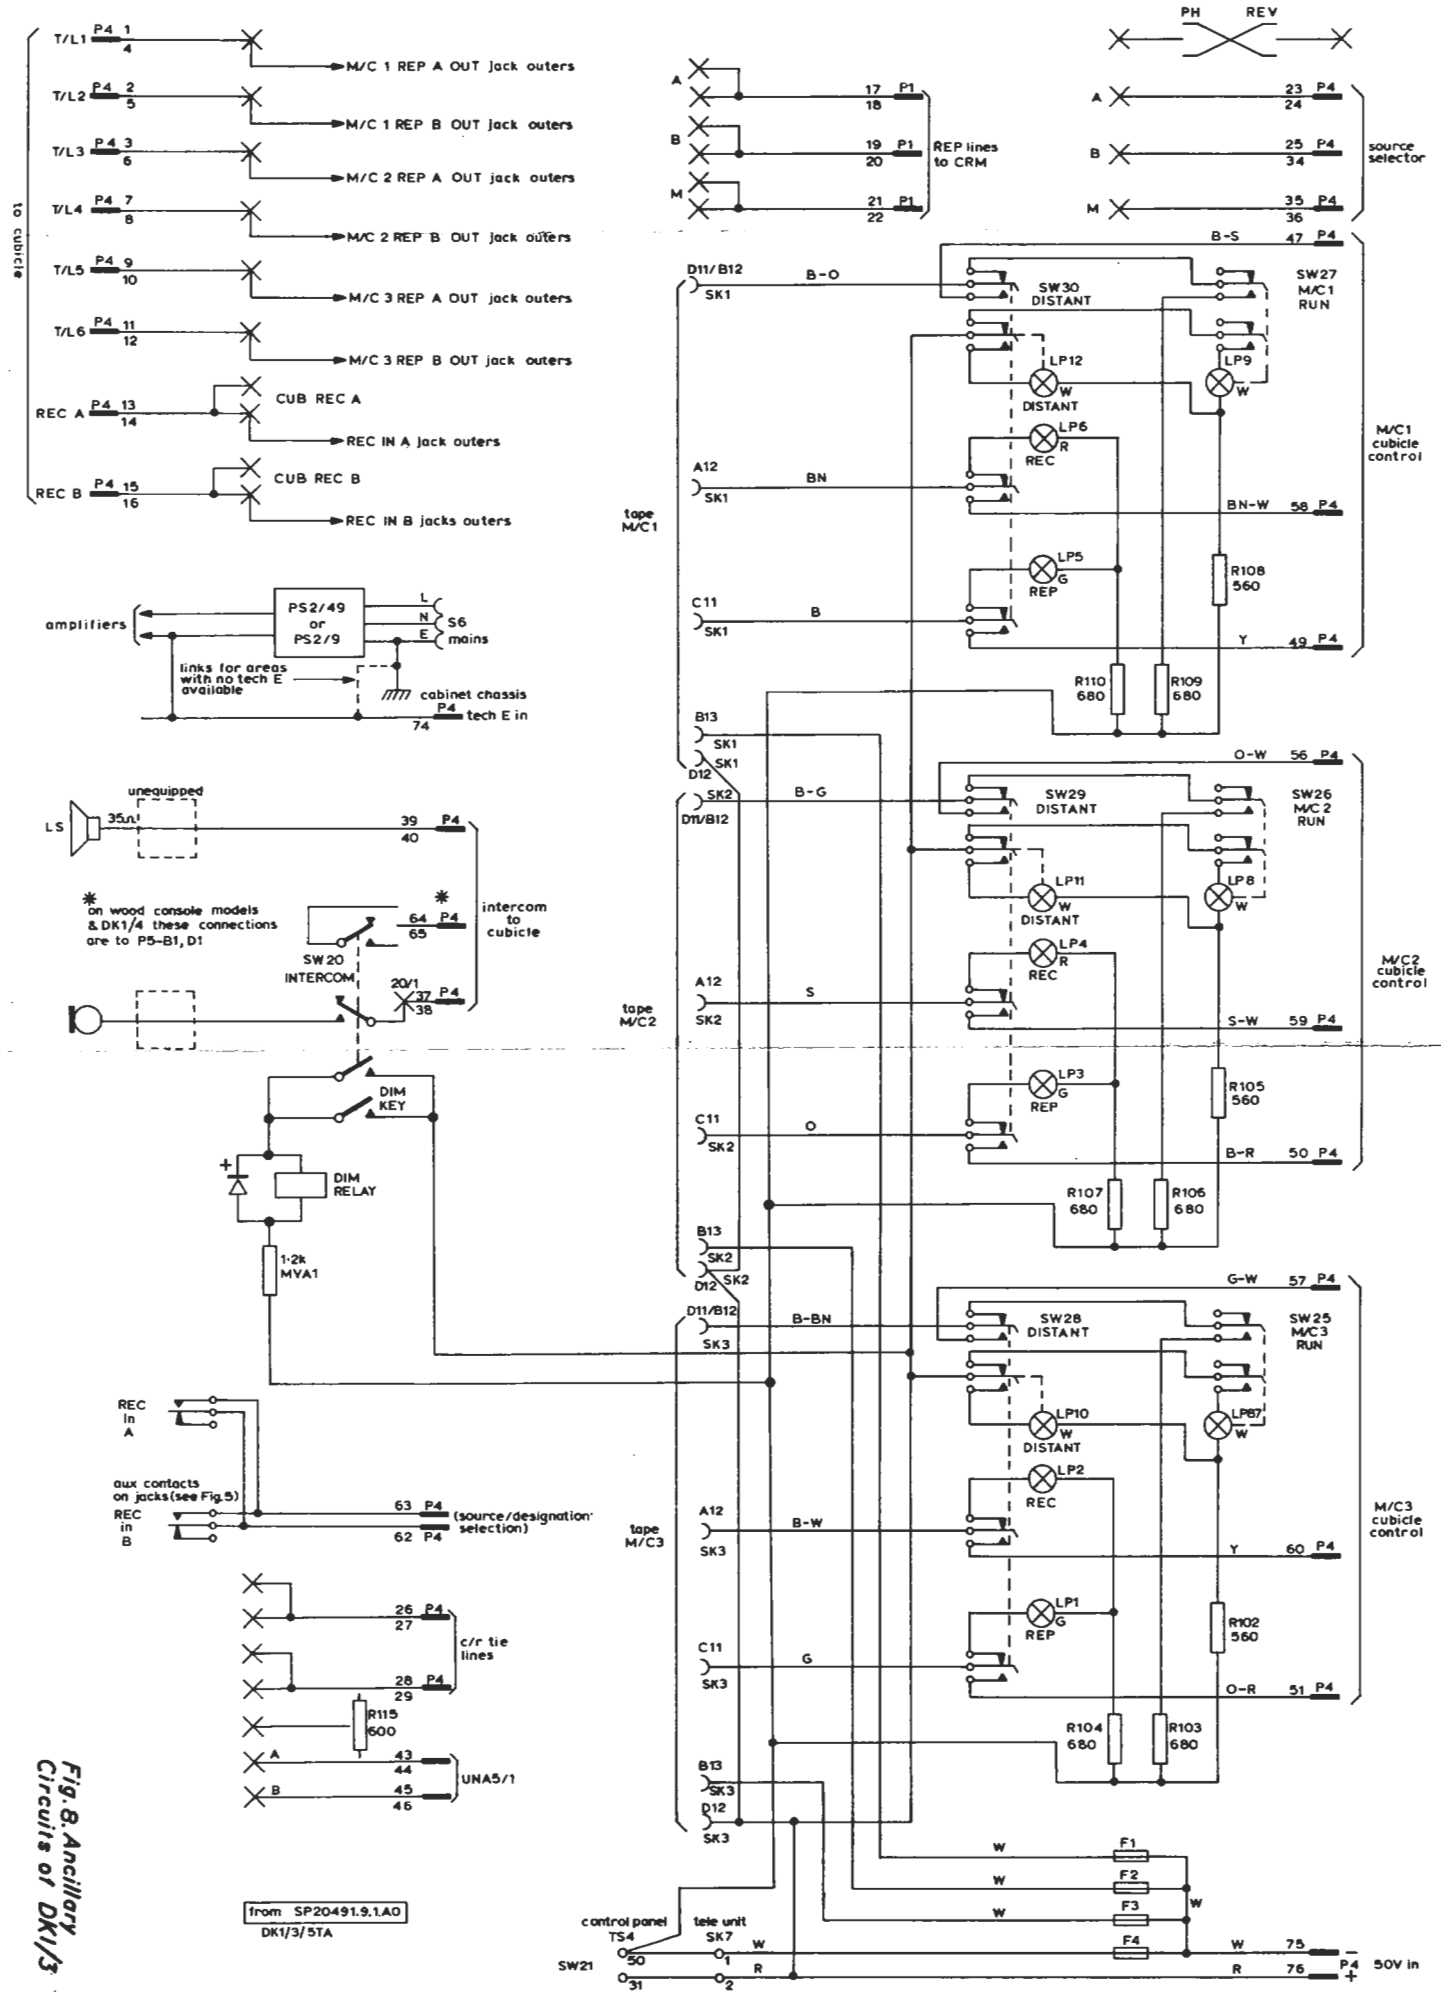 PH REV
T/L1 P4 1
4
M/C 1 REP A OUT jack outers
T/L2 P4 2
5
M/C 1 REP B OUT jack outers
T/L3 P4 3
6
M/C 2 REP A OUT jack outers
T/L4 P4 7
8
M/C 2 REP B OUT jack outers
T/L5 P4 9
10
M/C 3 REP A OUT jack outers
T/L6 P4 11
12
M/C 3 REP B OUT jack outers
to cubicle
REC A P4 13
14
CUB REC A
REC IN A jack outers
REC B P4 15
16
CUB REC B
REC IN B jacks outers
A
17 P1
18
B
19 P1
20
M
21 P1
22
REP lines
to CRM
A
23 P4
24
B
25 P4
34
M
35 P4
36
source
selector
amplifiers
PS2/49
or
PS2/9
L
N
E
S6
mains
links for areas
with no tech E
available
cabinet chassis
P4
74
tech E in
LS
35Ω
unequipped
39 P4
40
*
on wood console models
& DK1/4 these connections
are to P5-B1, D1
*
64 P4
65
SW20
INTERCOM
20/1
37 P4
38
intercom
to
cubicle
DIM
KEY
+
DIM
RELAY
1·2k
MVA1
REC
in
A
aux contacts
on jacks(see Fig.5)
REC
in
B
63 P4
62 P4
(source/designation
selection)
26 P4
27
28 P4
29
c/r tie
lines
R115
600
A
43
44
B
45
46
UNA5/1
from SP20491.9.1.A0
DK1/3/5TA
Fig.8. Ancillary
Circuits of DK1/3
tape
M/C1
D11/B12
SK1
B-O
B-S
47 P4
SW30
DISTANT
SW27
M/C1
RUN
LP12
W
DISTANT
LP9
W
LP6
R
REC
A12
SK1
BN
BN-W
58 P4
M/C1
cubicle
control
LP5
G
REP
R108
560
C11
SK1
B
Y
49 P4
R110
680
R109
680
B13
SK1
SK1
D12
tape
M/C2
SK2
D11/B12
B-G
O-W
56 P4
SW29
DISTANT
SW26
M/C 2
RUN
LP11
W
DISTANT
LP8
W
LP4
R
REC
A12
SK2
S
S-W
59 P4
M/C2
cubicle
control
LP3
G
REP
R105
560
C11
SK2
O
B-R
50 P4
R107
680
R106
680
B13
SK2
D12
SK2
tape
M/C3
D11/B12
SK3
B-BN
G-W
57 P4
SW28
DISTANT
SW25
M/C3
RUN
LP10
W
DISTANT
LP87
W
LP2
REC
A12
SK3
B-W
Y
60 P4
M/C3
cubicle
control
LP1
G
REP
R102
560
C11
SK3
G
O-R
51 P4
R104
680
R103
680
B13
SK3
D12
SK3
W
F1
W
F2
W
W
F3
control panel
TS4
tele unit
SK7
SW21
50
1
W
F4
W
75
-
31
2
R
R
76
P4
+
50V in